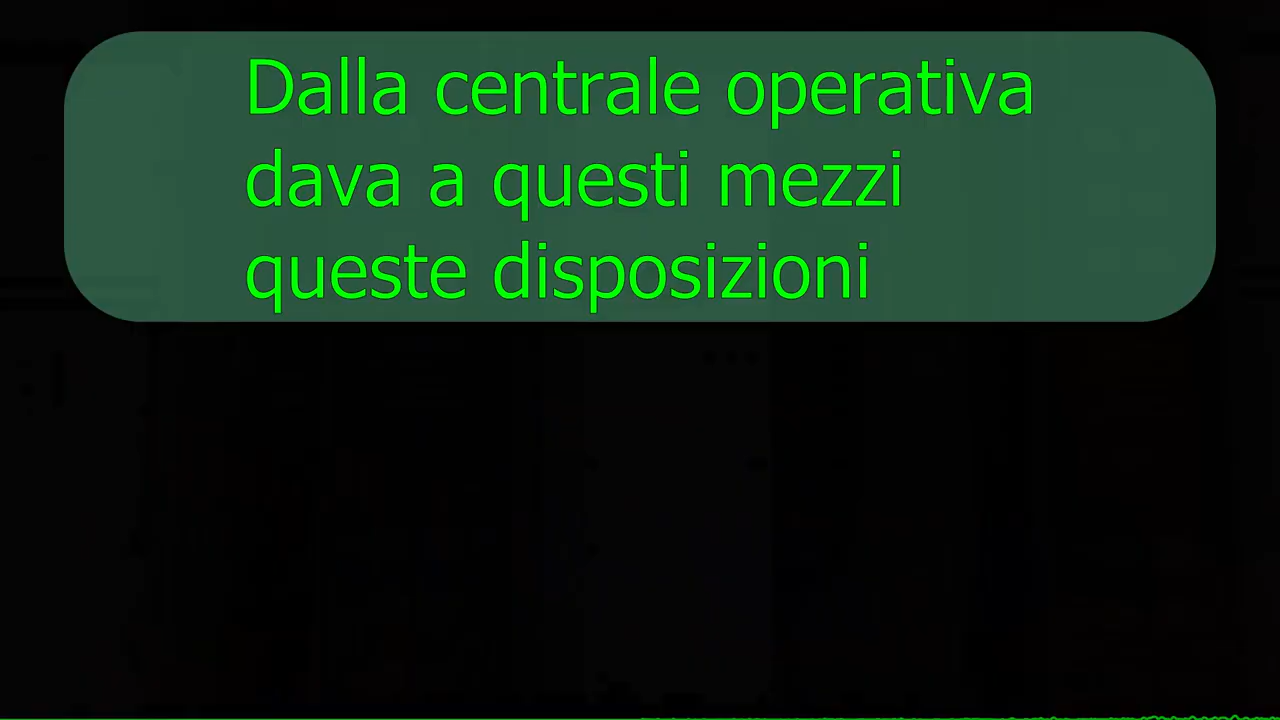 Dalla centrale operativa
dava a questi mezzi
queste disposizioni